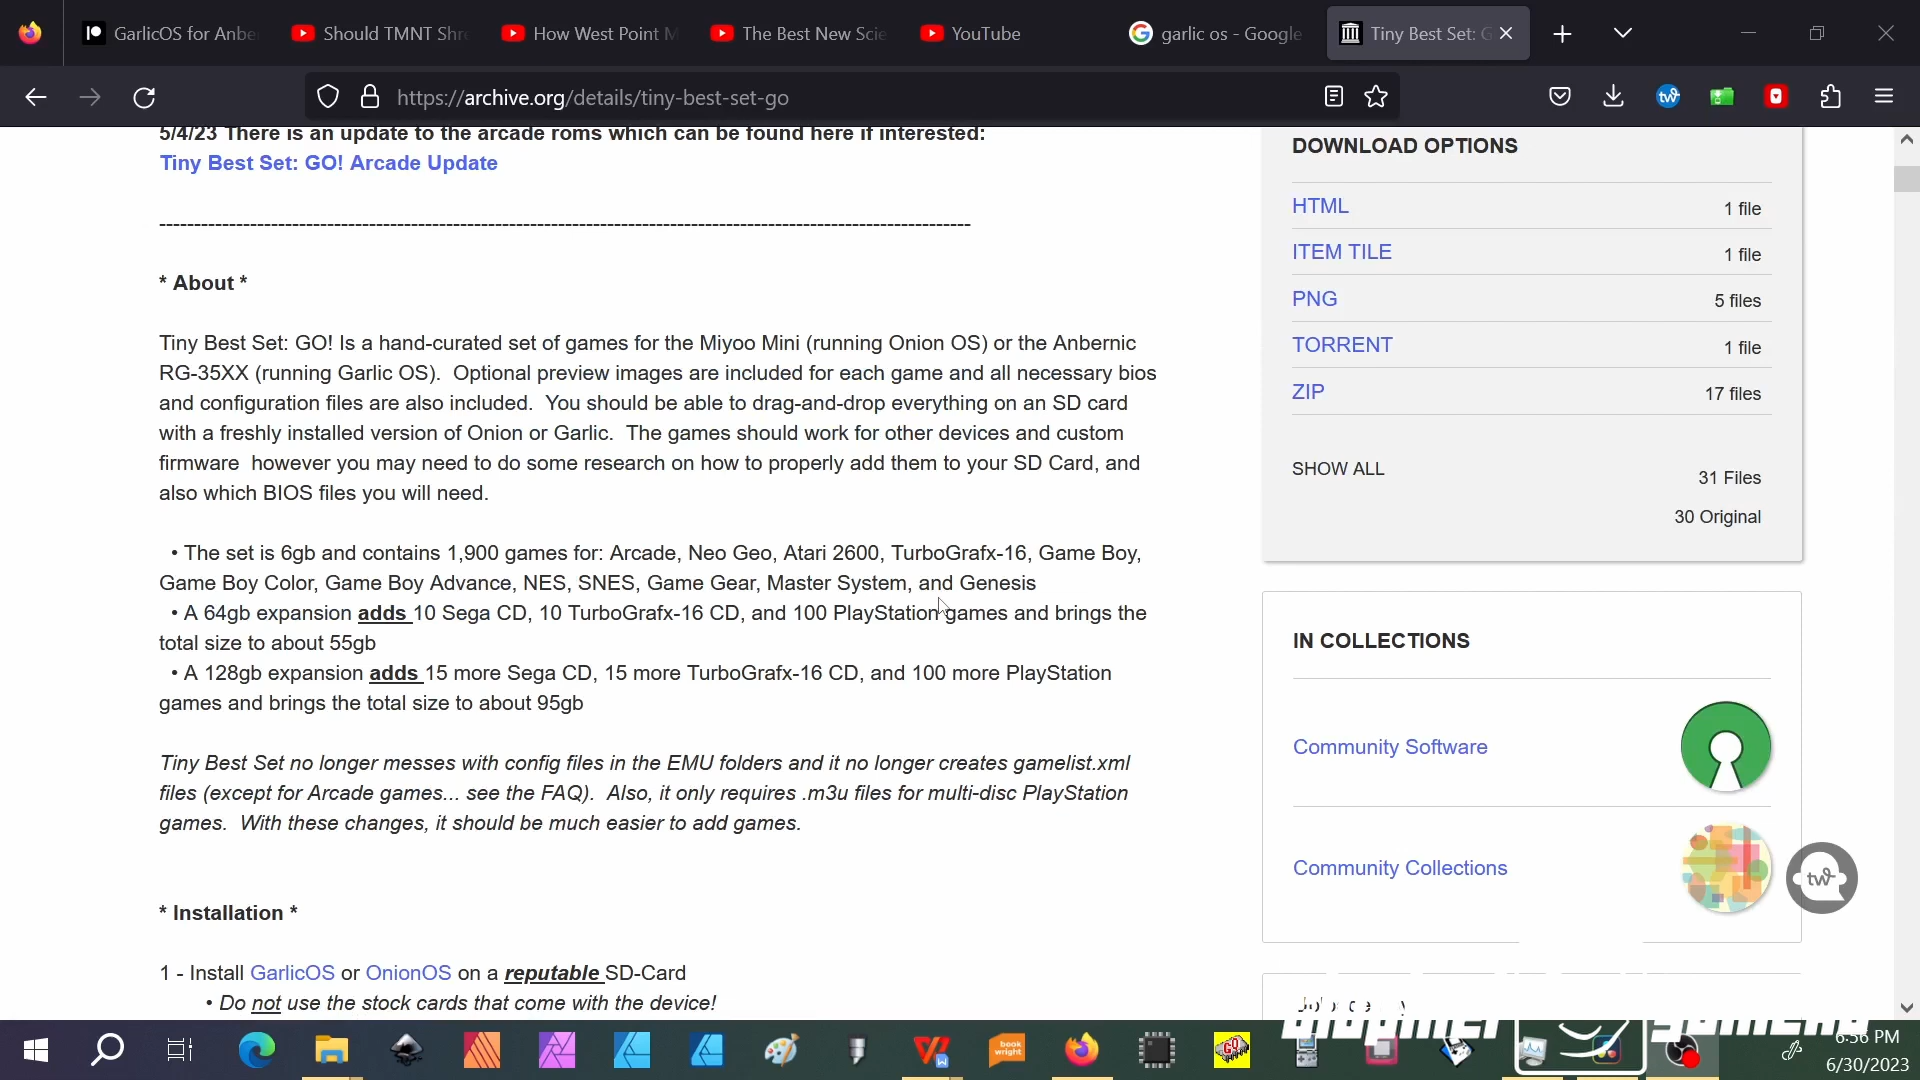 GarlicOS for Anbe
Should TMNT Shre
How West Point M
The Best New Scie
YouTube
garlic os - Google
Tiny Best Set: G
https://archive.org/details/tiny-best-set-go
5/4/23 There is an update to the arcade roms which can be found here if interested:
Tiny Best Set: GO! Arcade Update
* About *
Tiny Best Set: GO! Is a hand-curated set of games for the Miyoo Mini (running Onion OS) or the Anbernic
RG-35XX (running Garlic OS).  Optional preview images are included for each game and all necessary bios
and configuration files are also included.  You should be able to drag-and-drop everything on an SD card
with a freshly installed version of Onion or Garlic.  The games should work for other devices and custom
firmware  however you may need to do some research on how to properly add them to your SD Card, and
also which BIOS files you will need.
• The set is 6gb and contains 1,900 games for: Arcade, Neo Geo, Atari 2600, TurboGrafx-16, Game Boy,
Game Boy Color, Game Boy Advance, NES, SNES, Game Gear, Master System, and Genesis
• A 64gb expansion adds 10 Sega CD, 10 TurboGrafx-16 CD, and 100 PlayStation games and brings the
total size to about 55gb
• A 128gb expansion adds 15 more Sega CD, 15 more TurboGrafx-16 CD, and 100 more PlayStation
games and brings the total size to about 95gb
Tiny Best Set no longer messes with config files in the EMU folders and it no longer creates gamelist.xml
files (except for Arcade games... see the FAQ).  Also, it only requires .m3u files for multi-disc PlayStation
games.  With these changes, it should be much easier to add games.
* Installation *
1 - Install GarlicOS or OnionOS on a reputable SD-Card
• Do not use the stock cards that come with the device!
DOWNLOAD OPTIONS
HTML 1 file
ITEM TILE 1 file
PNG 5 files
TORRENT 1 file
ZIP 17 files
SHOW ALL 31 Files
30 Original
IN COLLECTIONS
Community Software
Community Collections
tw
book
wright
GO
6:56 PM
6/30/2023